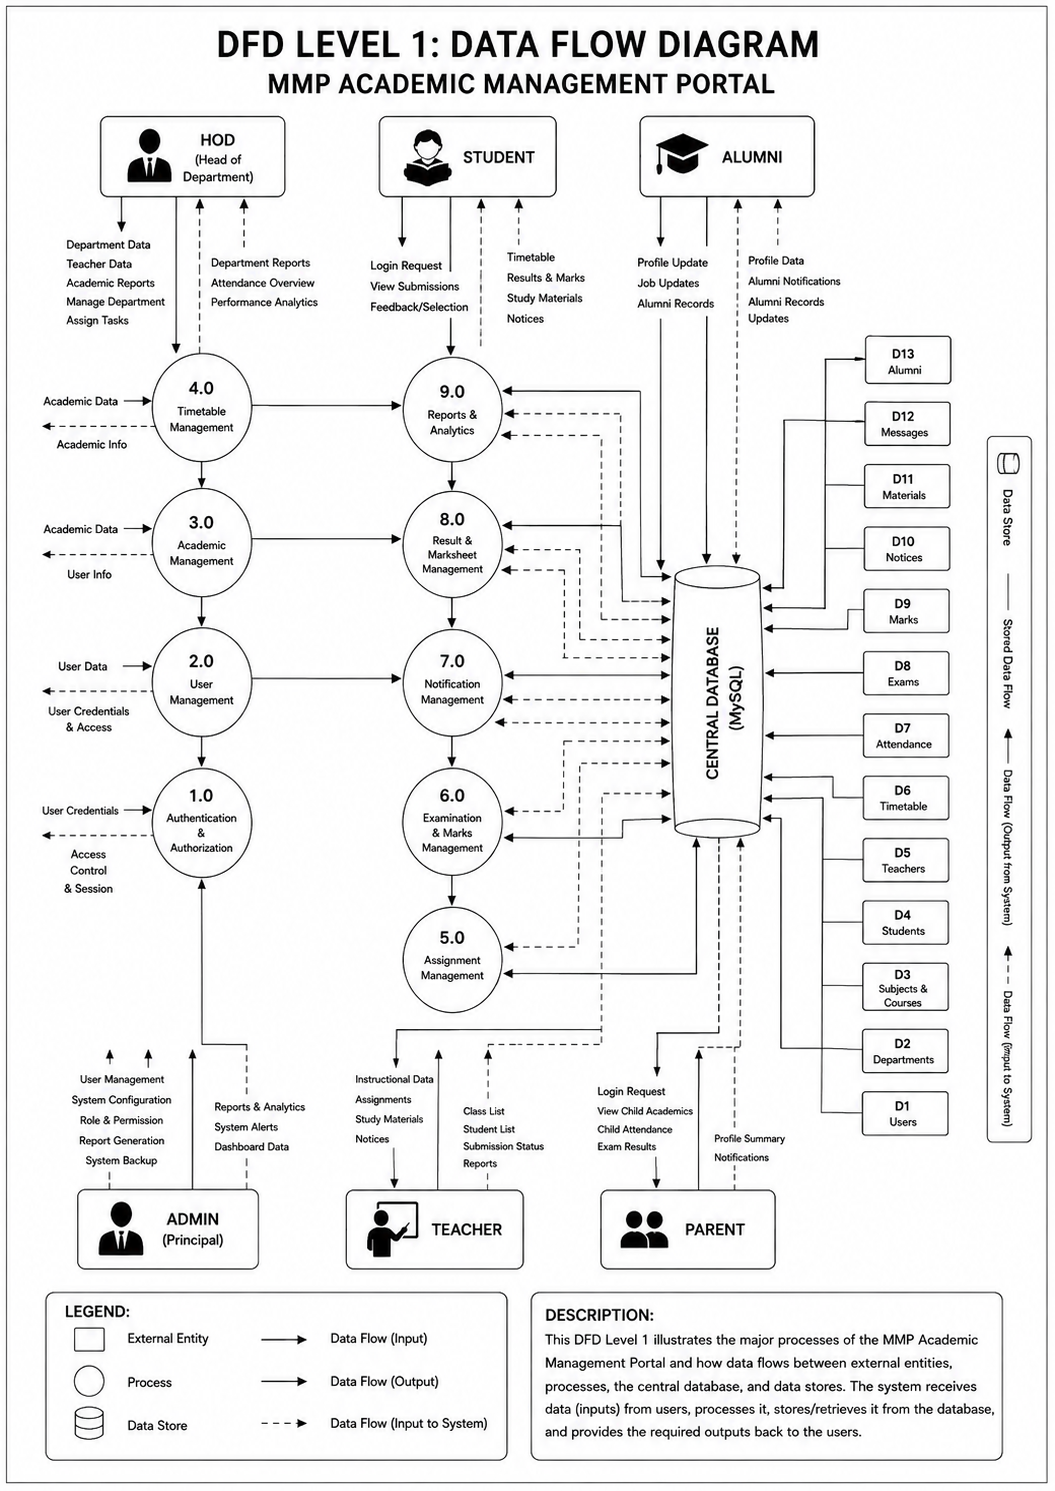 DFD LEVEL 1: DATA FLOW DIAGRAM
MMP ACADEMIC MANAGEMENT PORTAL
HOD
(Head of
Department)
STUDENT
ALUMNI
Department Data
Teacher Data
Academic Reports
Manage Department
Assign Tasks
Department Reports
Attendance Overview
Performance Analytics
Login Request
View Submissions
Feedback/Selection
Timetable
Results & Marks
Study Materials
Notices
Profile Update
Job Updates
Alumni Records
Profile Data
Alumni Notifications
Alumni Records
Updates
4.0
Timetable
Management
Academic Data
Academic Info
9.0
Reports &
Analytics
3.0
Academic
Management
Academic Data
User Info
8.0
Result &
Marksheet
Management
2.0
User
Management
User Data
User Credentials
& Access
7.0
Notification
Management
1.0
Authentication
&
Authorization
User Credentials
Access
Control
& Session
6.0
Examination
& Marks
Management
5.0
Assignment
Management
CENTRAL DATABASE
(MySQL)
D13
Alumni
D12
Messages
D11
Materials
D10
Notices
D9
Marks
D8
Exams
D7
Attendance
D6
Timetable
D5
Teachers
D4
Students
D3
Subjects &
Courses
D2
Departments
D1
Users
Data Store
Stored Data Flow
Data Flow (Output from System)
Data Flow (Input to System)
User Management
System Configuration
Role & Permission
Report Generation
System Backup
Reports & Analytics
System Alerts
Dashboard Data
Instructional Data
Assignments
Study Materials
Notices
Class List
Student List
Submission Status
Reports
Login Request
View Child Academics
Child Attendance
Exam Results
Profile Summary
Notifications
ADMIN
(Principal)
TEACHER
PARENT
LEGEND:
External Entity
Data Flow (Input)
Process
Data Flow (Output)
Data Store
Data Flow (Input to System)
DESCRIPTION:
This DFD Level 1 illustrates the major processes of the MMP Academic
Management Portal and how data flows between external entities,
processes, the central database, and data stores. The system receives
data (inputs) from users, processes it, stores/retrieves it from the database,
and provides the required outputs back to the users.